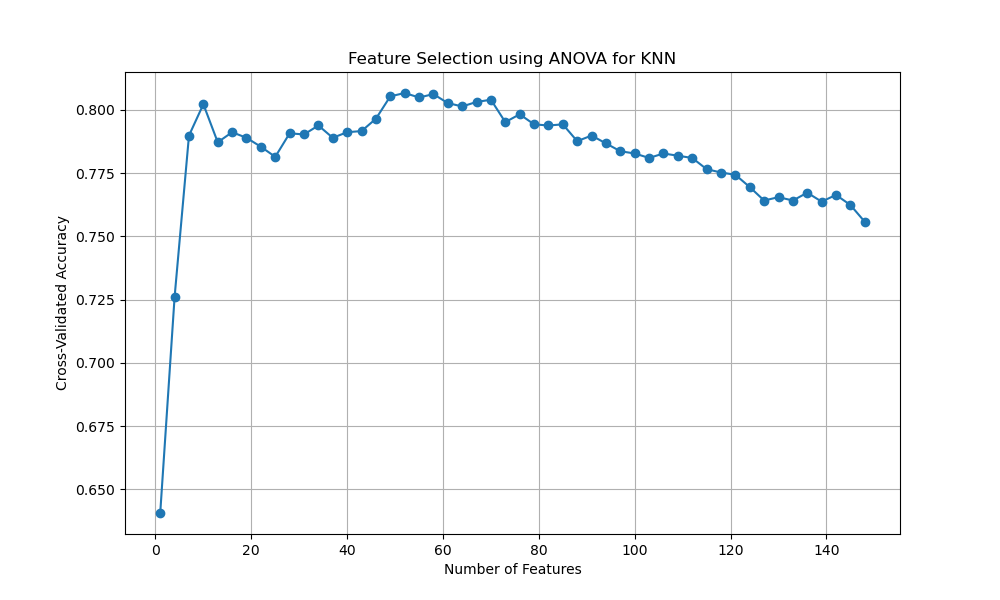 Feature Selection using ANOVA for KNN
Cross-Validated Accuracy
0.800
0.775
0.750
0.725
0.700
0.675
0.650
0 20 40 60 80 100 120 140
Number of Features